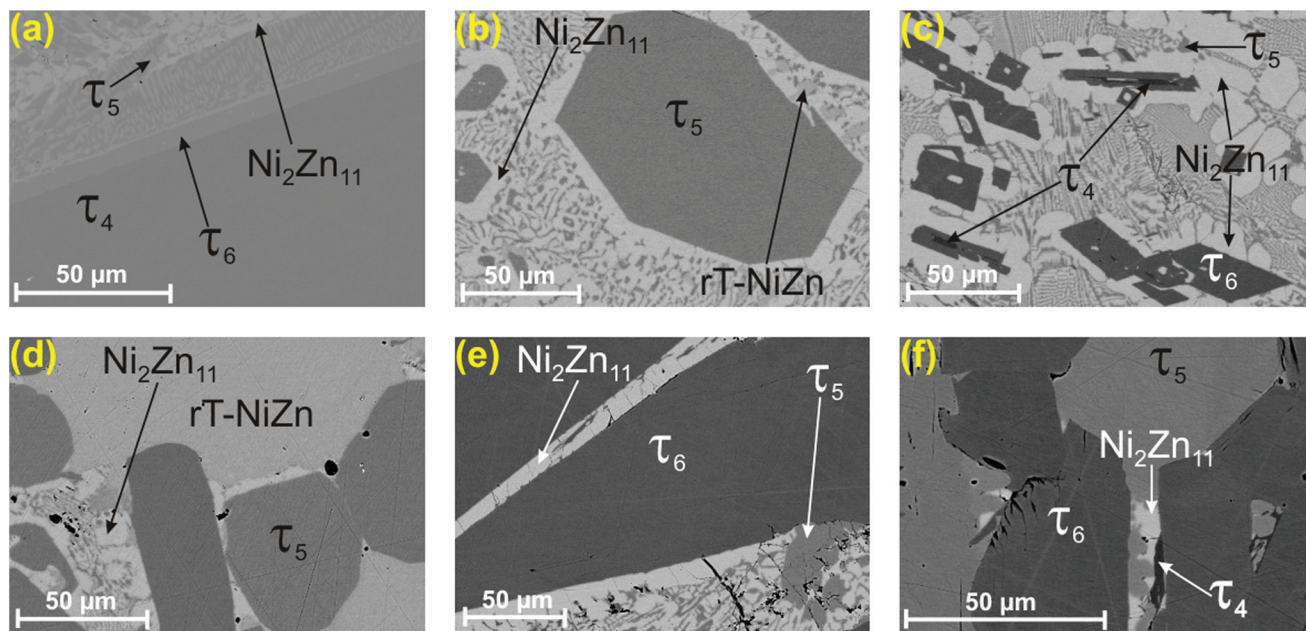 (a)
Ni₂Zn₁₁
τ₅
τ₄
τ₆
50 µm
(b)
Ni₂Zn₁₁
τ₅
rT-NiZn
50 µm
(c)
τ₅
Ni₂Zn₁₁
τ₄
τ₆
50 µm
(d)
Ni₂Zn₁₁
rT-NiZn
τ₅
50 µm
(e)
Ni₂Zn₁₁
τ₅
τ₆
50 µm
(f)
τ₅
Ni₂Zn₁₁
τ₆
τ₄
50 µm